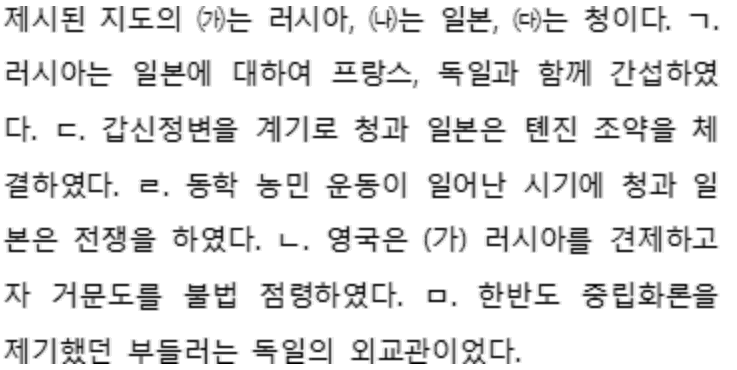 제시된 지도의 ㈎는 러시아, ㈏는 일본, ㈐는 청이다. ㄱ.
러시아는 일본에 대하여 프랑스, 독일과 함께 간섭하였
다. ㄷ. 갑신정변을 계기로 청과 일본은 톈진 조약을 체
결하였다. ㄹ. 동학 농민 운동이 일어난 시기에 청과 일
본은 전쟁을 하였다. ㄴ. 영국은 (가) 러시아를 견제하고
자 거문도를 불법 점령하였다. ㅁ. 한반도 중립화론을
제기했던 부들러는 독일의 외교관이었다.